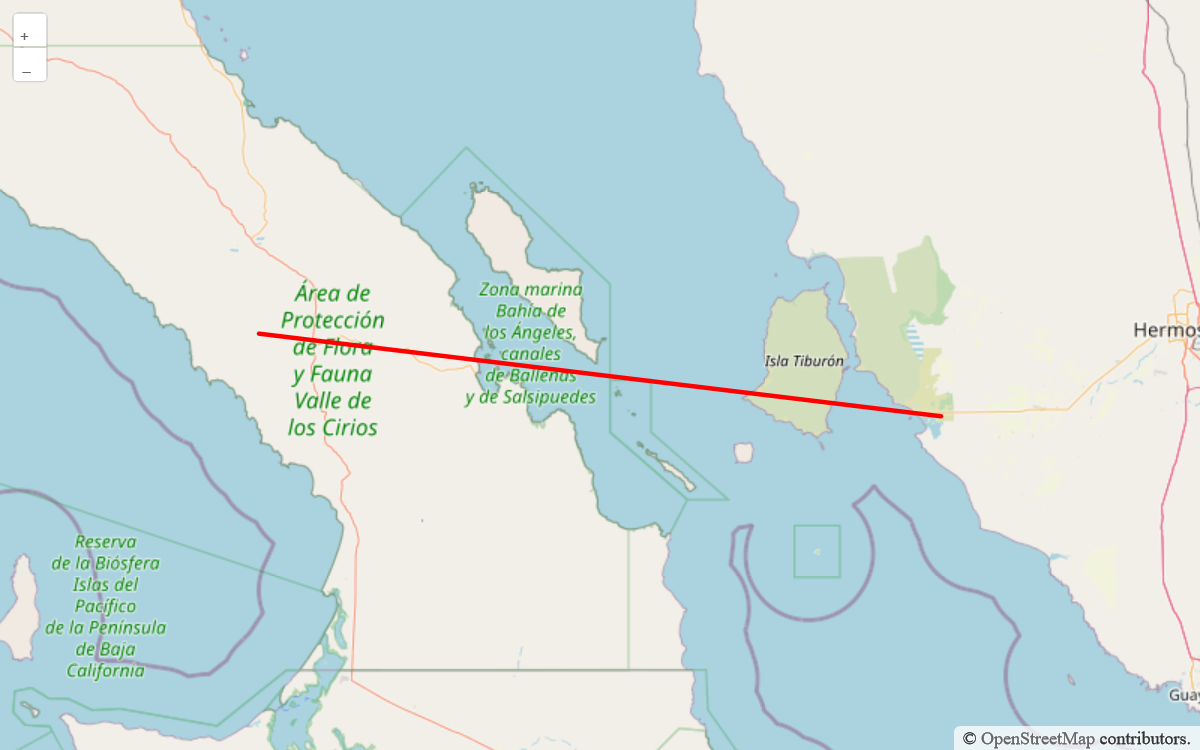 +
–
Área de
Protección
de Flora
y Fauna
Valle de
los Cirios
Zona marina
Bahía de
los Ángeles,
canales
de Ballenas
y de Salsipuedes
Isla Tiburón
Hermos
Reserva
de la Biósfera
Islas del
Pacífico
de la Península
de Baja
California
Guay
© OpenStreetMap contributors.